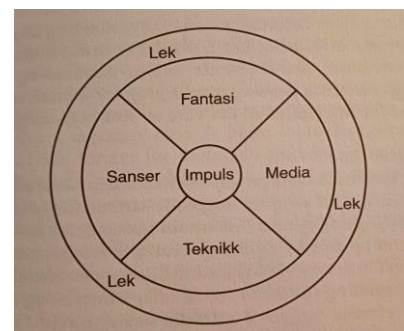 Lek
Fantasi
Sanser
Impuls
Media
Lek
Teknikk
Lek